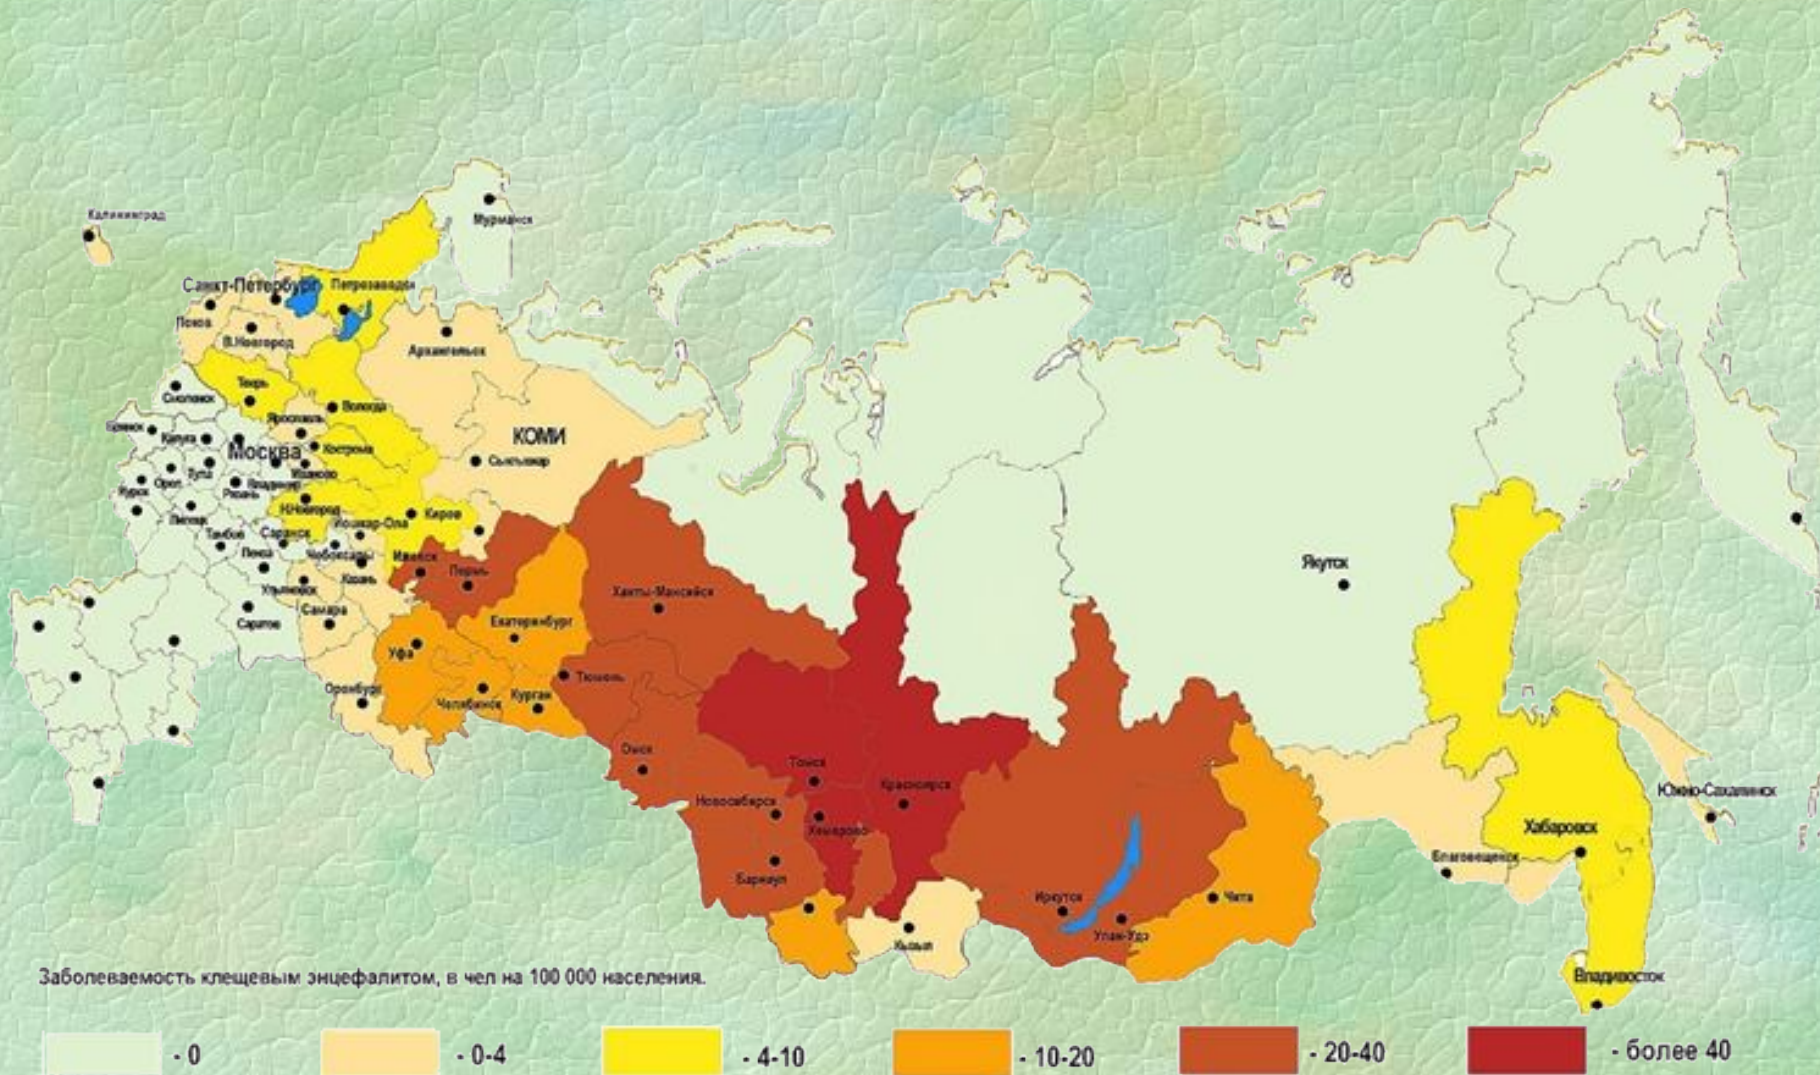 Калининград
Мурманск
Санкт-Петербург
Петрозаводск
Псков
В.Новгород
Архангельск
Тверь
Смоленск
Вологда
Ярославль
КОМИ
Брянск
Калуга
Москва
Кострома
Сыктывкар
Иваново
Тула
Орел
Владимир
Рязань
Курск
Н.Новгород
Липецк
Йошкар-Ола
Киров
Тамбов
Саранск
Пенза
Чебоксары
Ижевск
Якутск
Пермь
Казань
Ульяновск
Ханты-Мансийск
Самара
Саратов
Екатеринбург
Уфа
Тюмень
Оренбург
Курган
Челябинск
Омск
Томск
Красноярск
Южно-Сахалинск
Новосибирск
Кемерово
Хабаровск
Благовещенск
Барнаул
Иркутск
Чита
Улан-Удэ
Кызыл
Владивосток
Заболеваемость клещевым энцефалитом, в чел на 100 000 населения.
- 0
- 0-4
- 4-10
- 10-20
- 20-40
- более 40